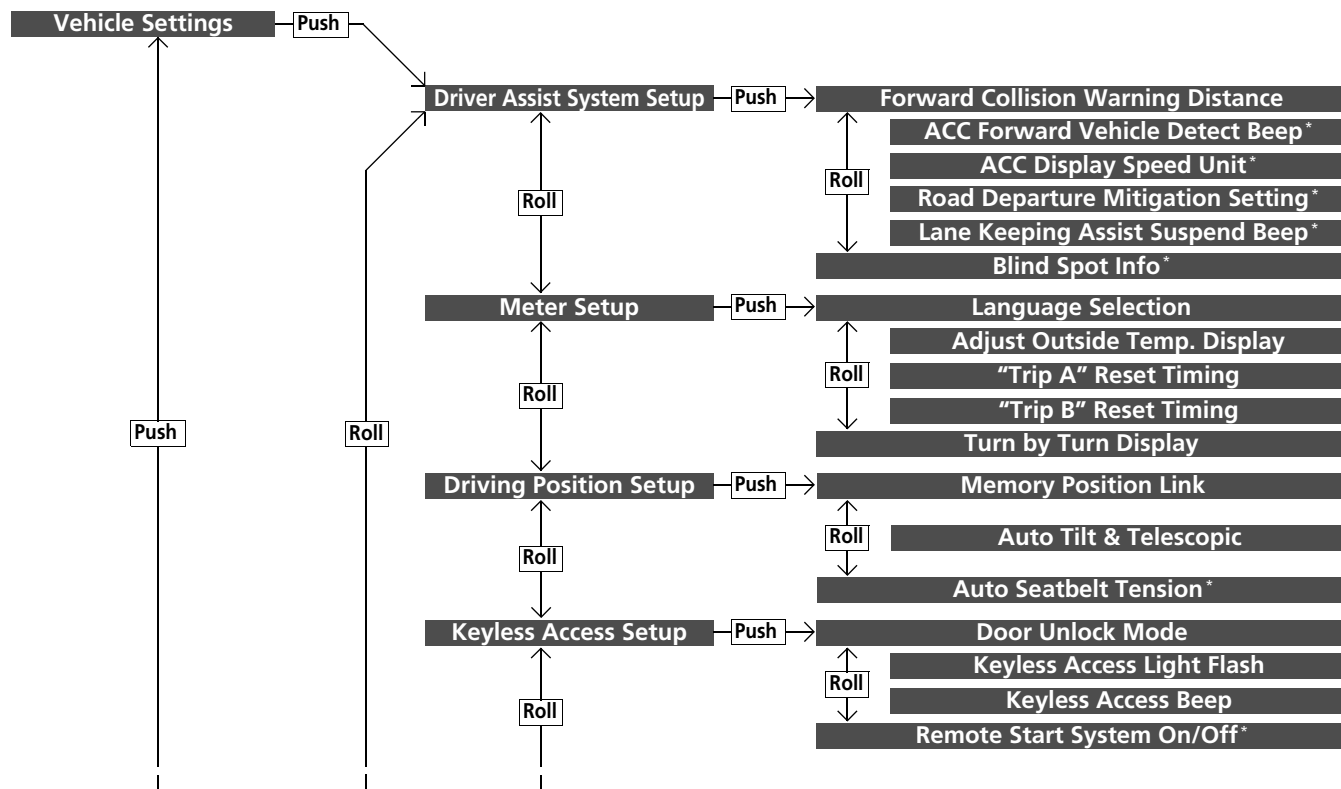 Vehicle Settings Push
Driver Assist System Setup Push Forward Collision Warning Distance
ACC Forward Vehicle Detect Beep*
ACC Display Speed Unit*
Roll
Road Departure Mitigation Setting*
Roll
Lane Keeping Assist Suspend Beep*
Blind Spot Info*
Meter Setup Push Language Selection
Adjust Outside Temp. Display
Roll
“Trip A” Reset Timing
Roll
“Trip B” Reset Timing
Push Roll
Turn by Turn Display
Driving Position Setup Push Memory Position Link
Roll Auto Tilt & Telescopic
Roll
Auto Seatbelt Tension*
Keyless Access Setup Push Door Unlock Mode
Keyless Access Light Flash
Roll
Keyless Access Beep
Roll
Remote Start System On/Off*